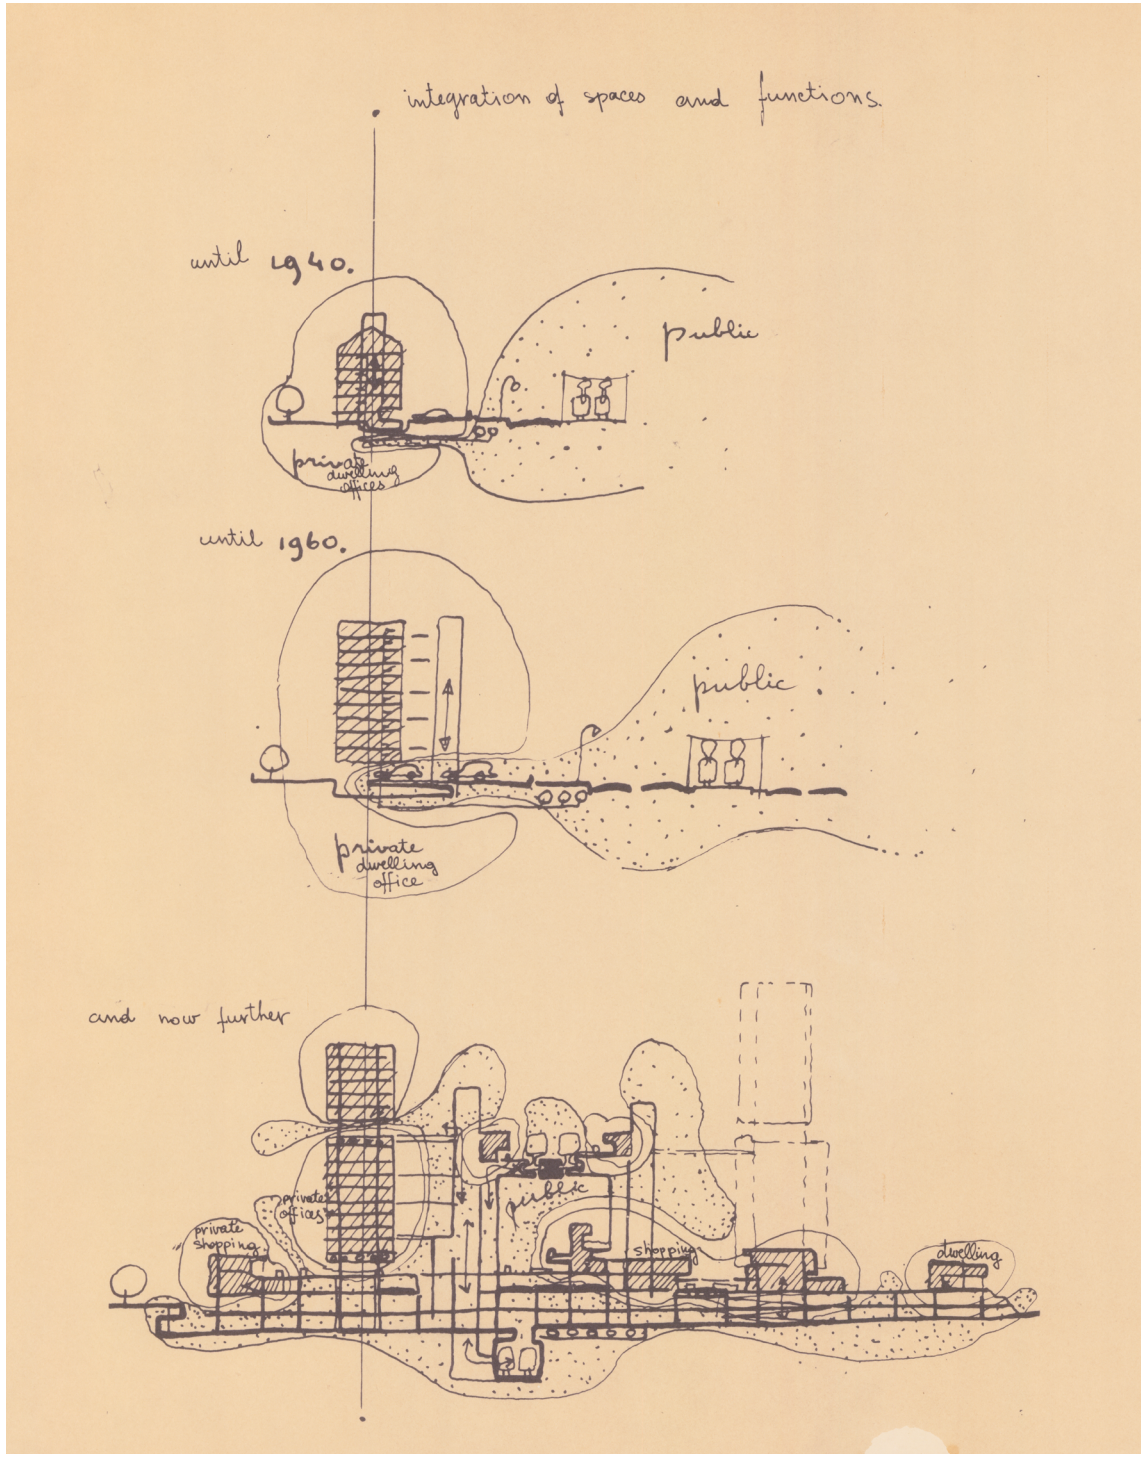 integration of spaces and functions.
until 1940.
public
private
dwelling
offices
until 1960.
public
private
dwelling
office
and now further
public
private
offices
private
shopping
shopping
dwelling